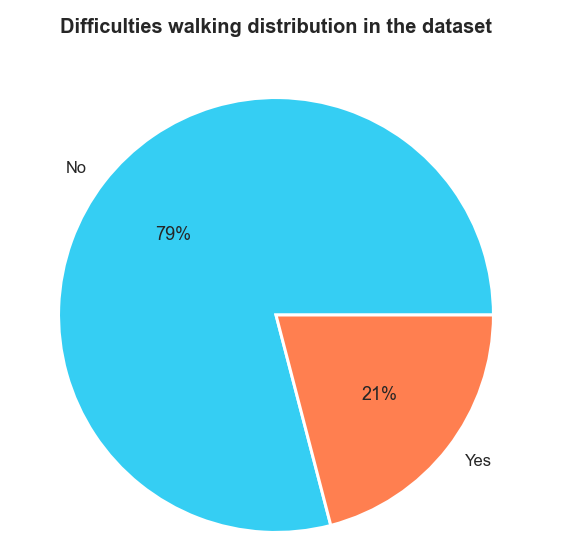 Difficulties walking distribution in the dataset
No
79%
21%
Yes